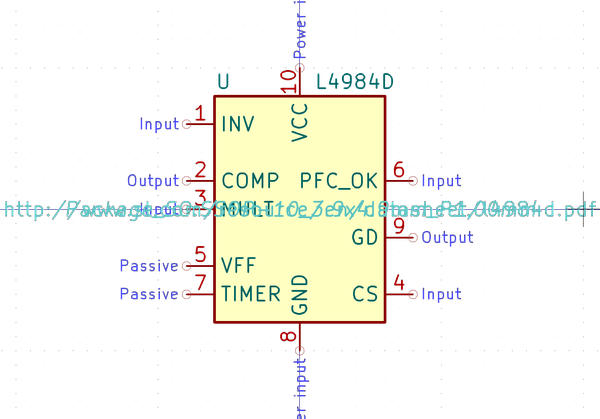 Power i
U
L4984D
10
VCC
Input
1
INV
Output
2
COMP
PFC_OK
6
Input
Input
3
MULT
GD
9
Output
Passive
5
VFF
Passive
7
TIMER
CS
4
Input
GND
8
er input